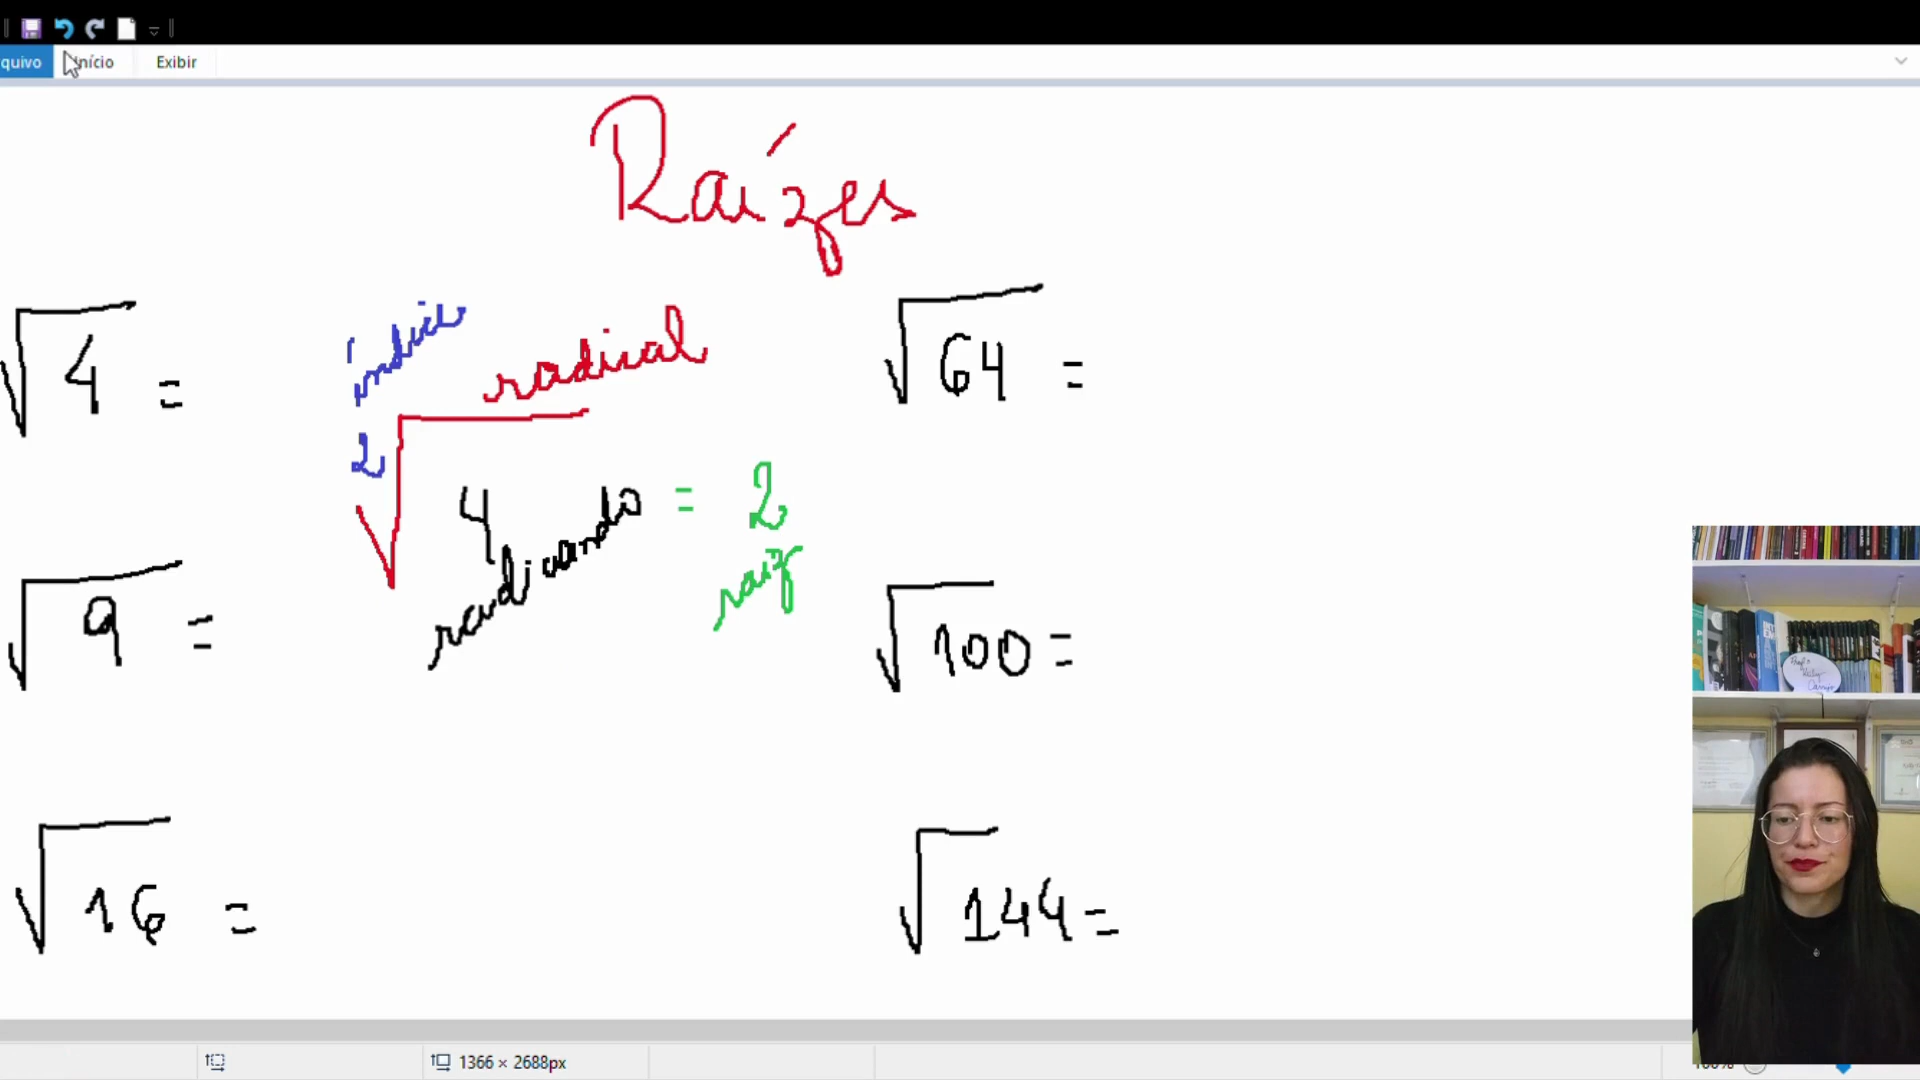 quivo Início Exibir
Raízes
√4 =
índice
radical
2√4 = 2
radicando
raiz
√64 =
√9 =
√100 =
√16 =
√144 =
1366 × 2688px
100%